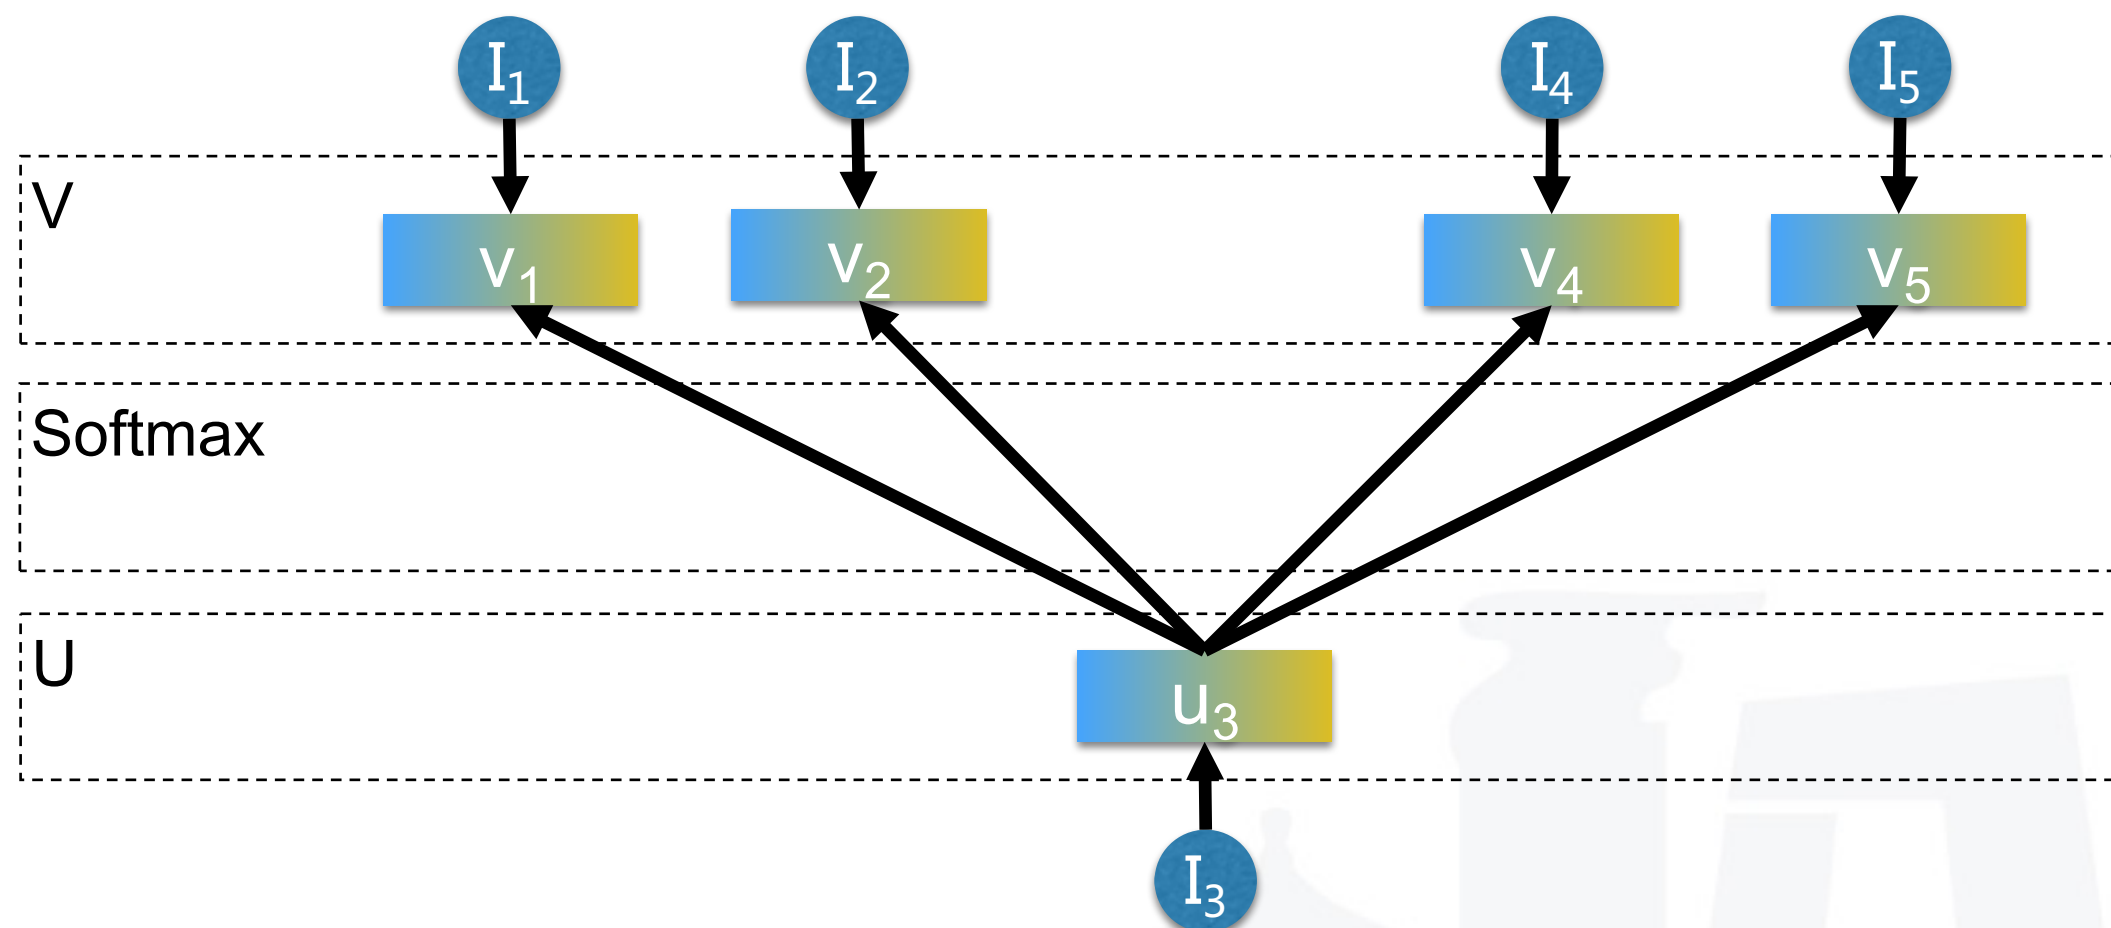 I₁ I₂ I₄ I₅
V
v₁ v₂ v₄ v₅
Softmax
U
u₃
I₃